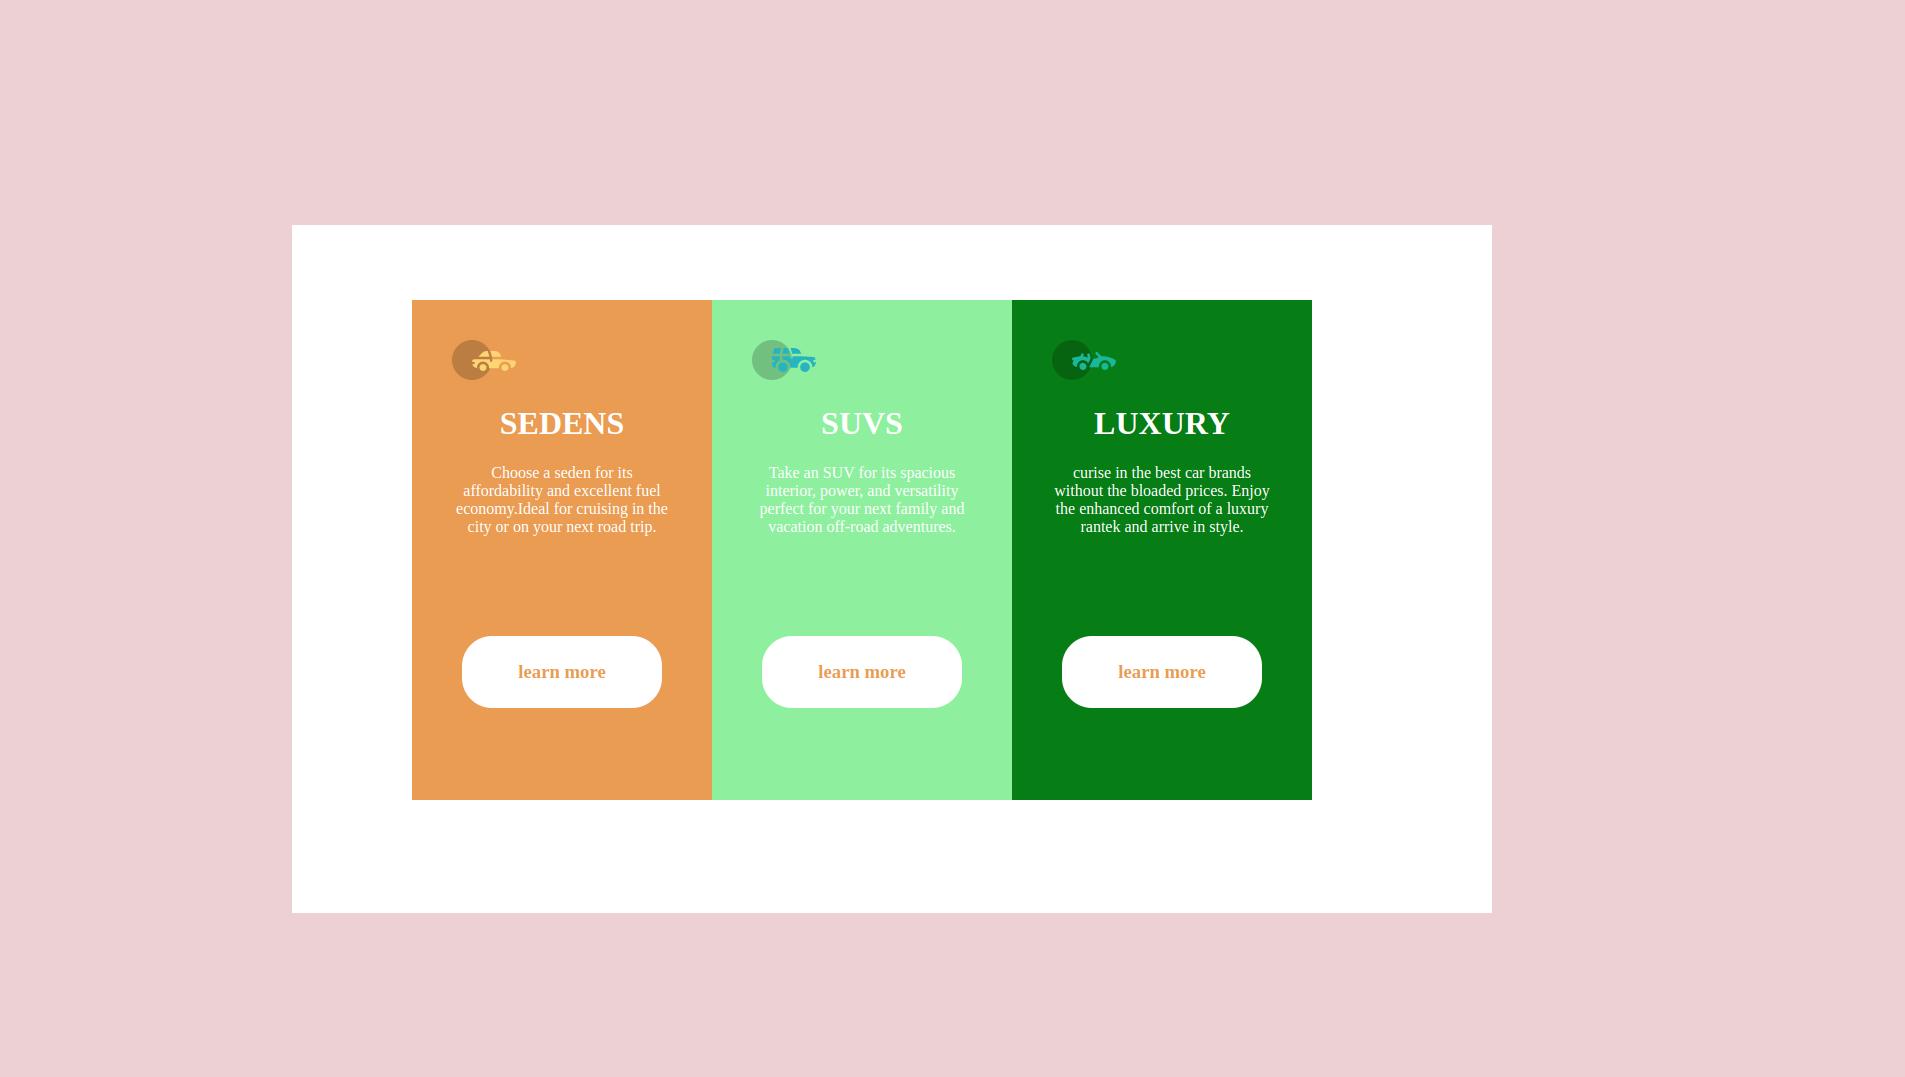 SEDENS
Choose a seden for its
affordability and excellent fuel
economy.Ideal for cruising in the
city or on your next road trip.
learn more
SUVS
Take an SUV for its spacious
interior, power, and versatility
perfect for your next family and
vacation off-road adventures.
learn more
LUXURY
curise in the best car brands
without the bloaded prices. Enjoy
the enhanced comfort of a luxury
rantek and arrive in style.
learn more